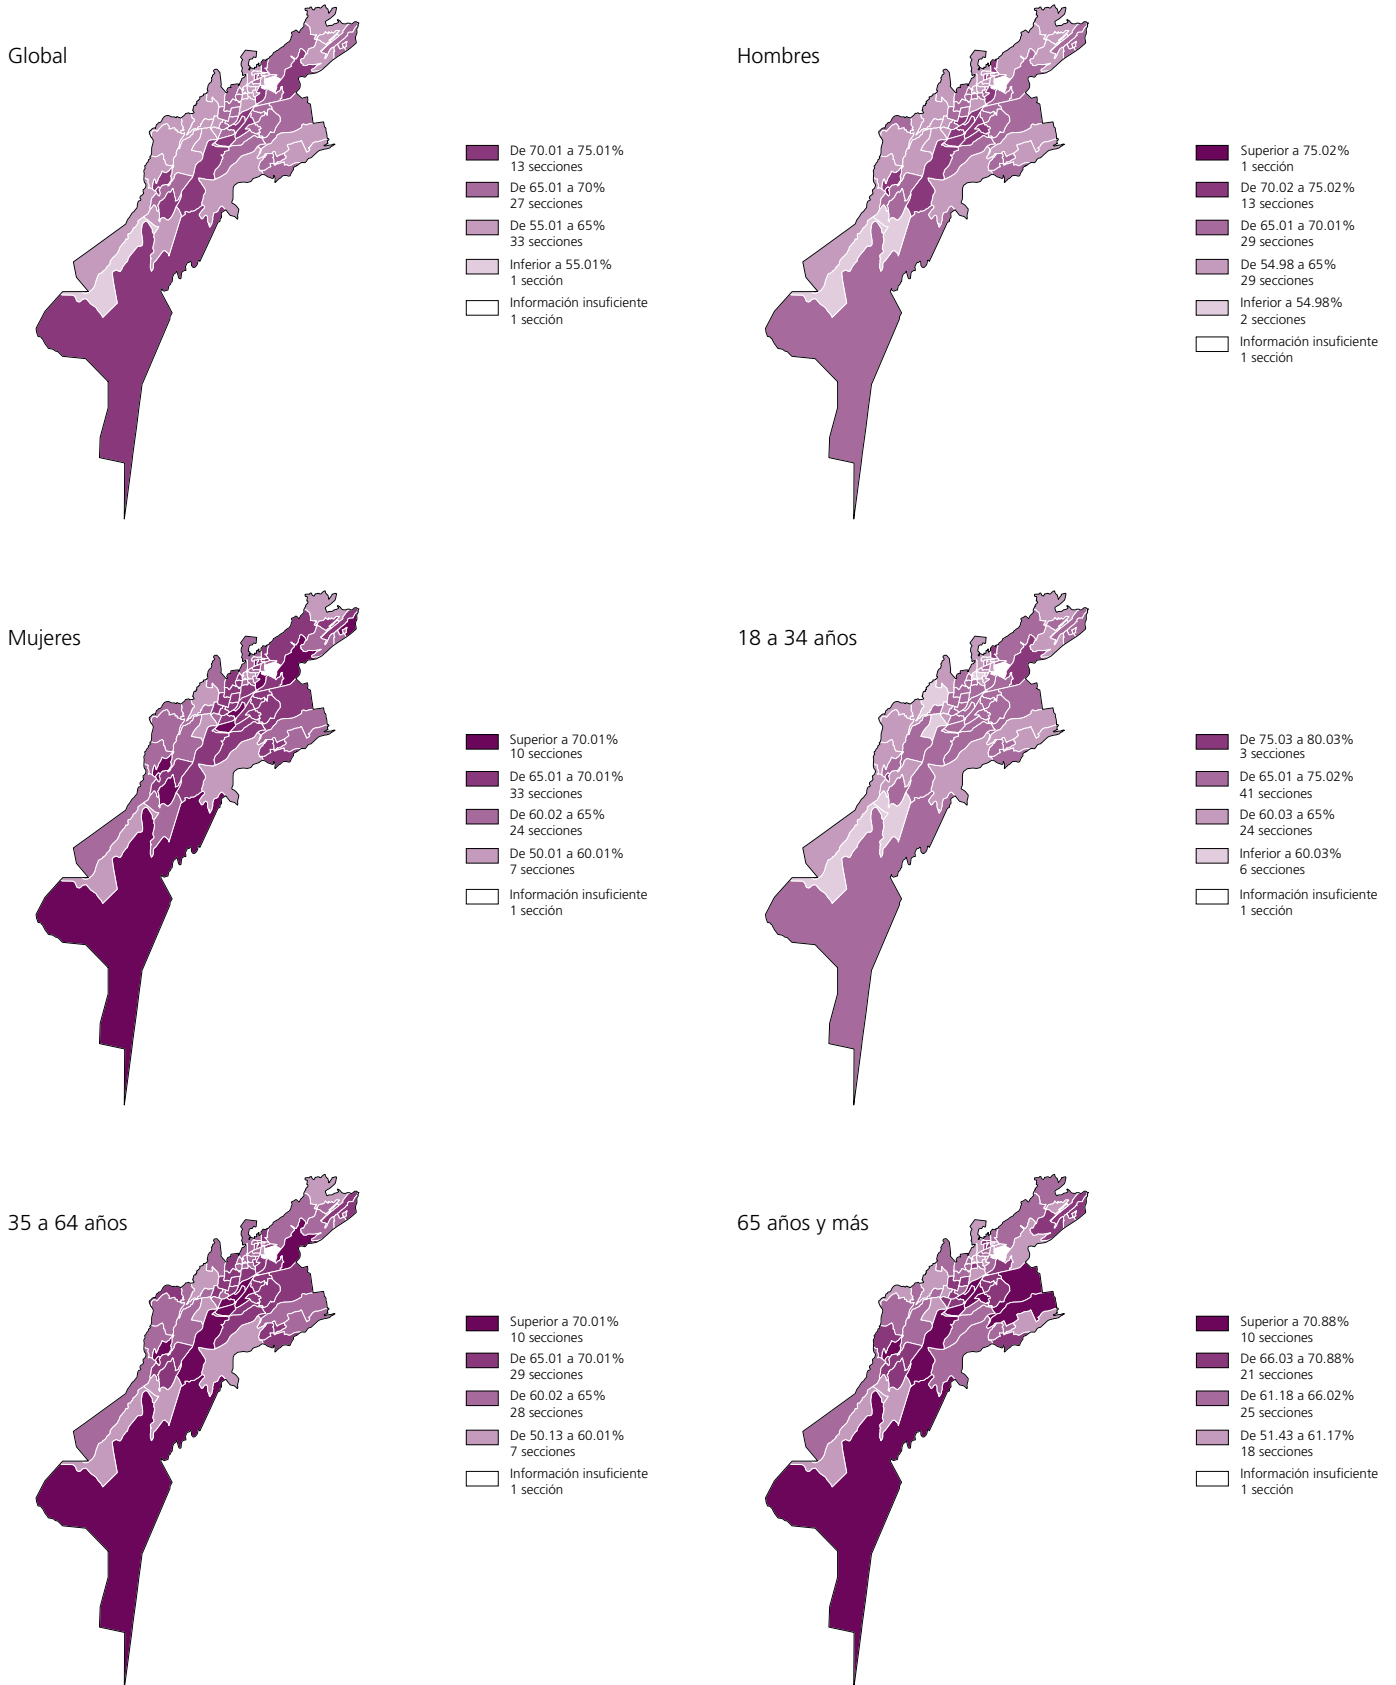 Global
De 70.01 a 75.01%
13 secciones
De 65.01 a 70%
27 secciones
De 55.01 a 65%
33 secciones
Inferior a 55.01%
1 sección
Información insuficiente
1 sección
Hombres
Superior a 75.02%
1 sección
De 70.02 a 75.02%
13 secciones
De 65.01 a 70.01%
29 secciones
De 54.98 a 65%
29 secciones
Inferior a 54.98%
2 secciones
Información insuficiente
1 sección
Mujeres
Superior a 70.01%
10 secciones
De 65.01 a 70.01%
33 secciones
De 60.02 a 65%
24 secciones
De 50.01 a 60.01%
7 secciones
Información insuficiente
1 sección
18 a 34 años
De 75.03 a 80.03%
3 secciones
De 65.01 a 75.02%
41 secciones
De 60.03 a 65%
24 secciones
Inferior a 60.03%
6 secciones
Información insuficiente
1 sección
35 a 64 años
Superior a 70.01%
10 secciones
De 65.01 a 70.01%
29 secciones
De 60.02 a 65%
28 secciones
De 50.13 a 60.01%
7 secciones
Información insuficiente
1 sección
65 años y más
Superior a 70.88%
10 secciones
De 66.03 a 70.88%
21 secciones
De 61.18 a 66.02%
25 secciones
De 51.43 a 61.17%
18 secciones
Información insuficiente
1 sección